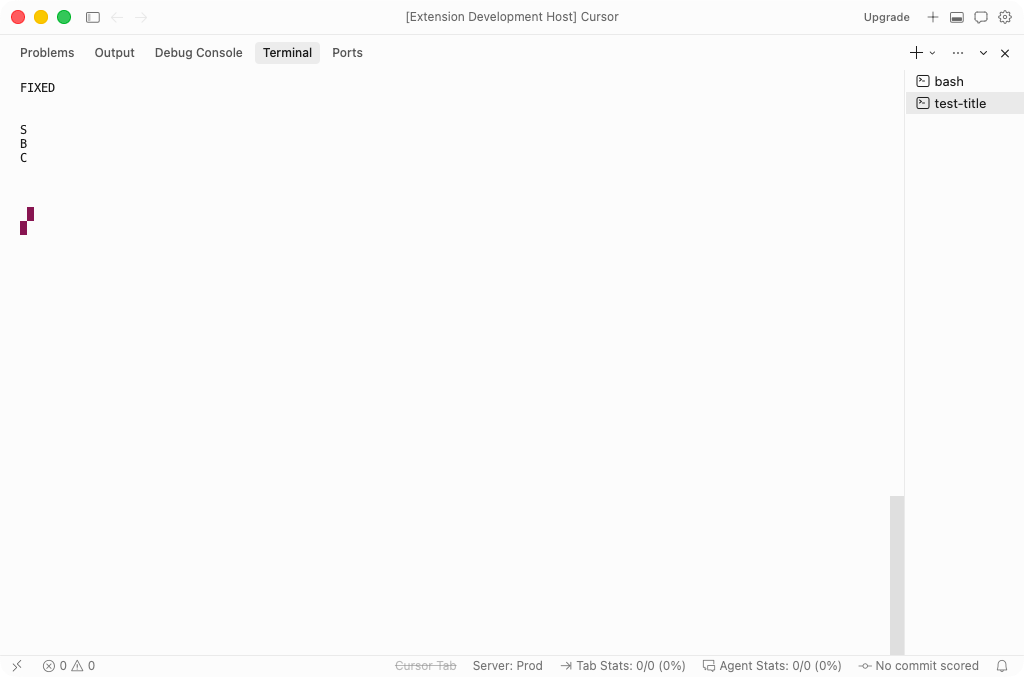 [Extension Development Host] Cursor
Upgrade
Problems Output Debug Console Terminal Ports
FIXED
S
B
C
bash
test-title
0 0 Cursor Tab Server: Prod Tab Stats: 0/0 (0%) Agent Stats: 0/0 (0%) No commit scored